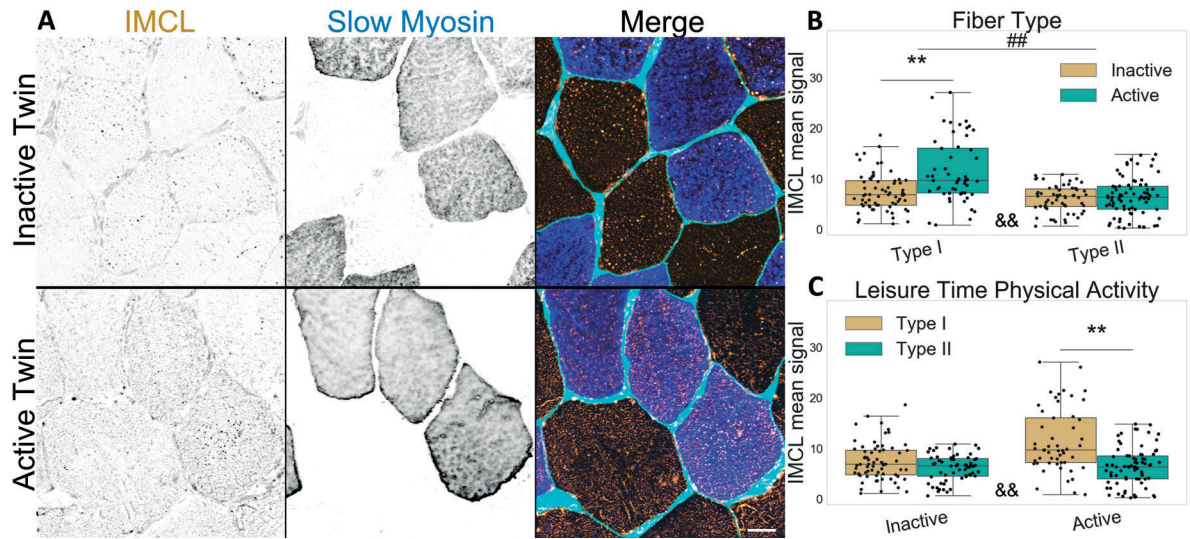 A
IMCL
Slow Myosin
Merge
Inactive Twin
Active Twin
B
Fiber Type
##
**
Inactive
Active
IMCL mean signal
30
20
10
0
&&
Type I
Type II
C
Leisure Time Physical Activity
Type I
Type II
**
IMCL mean signal
30
20
10
0
&&
Inactive
Active